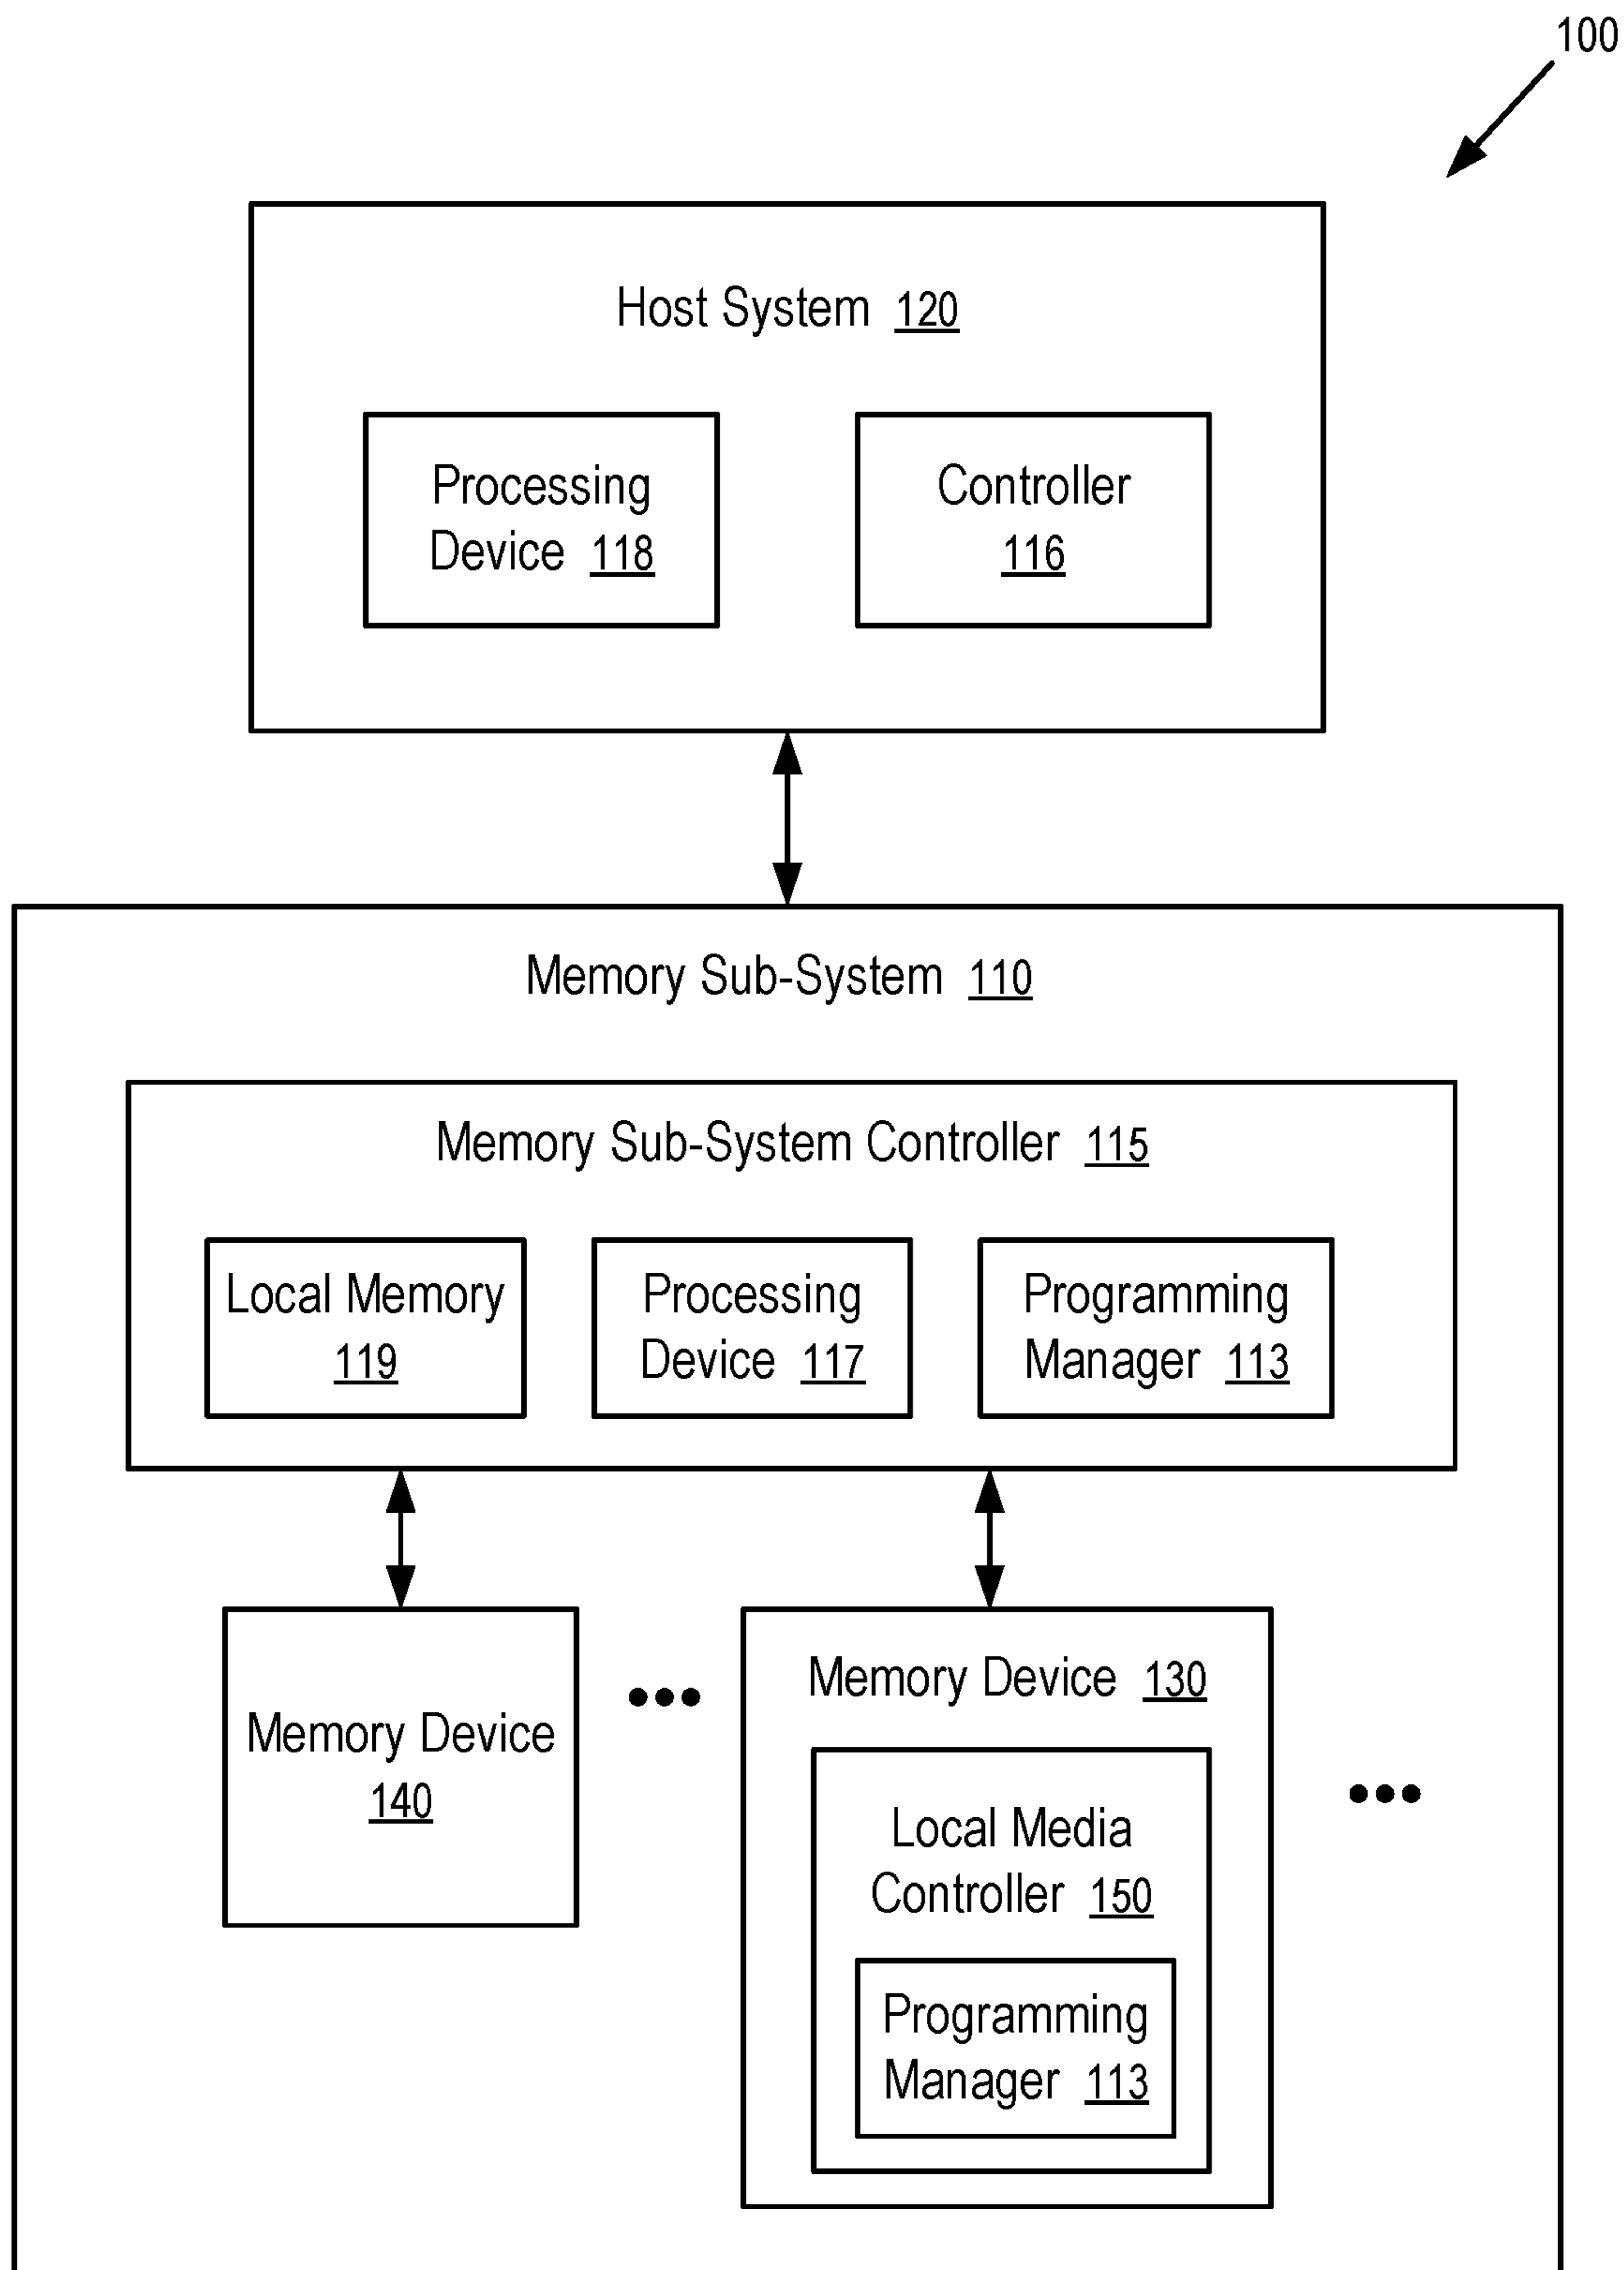 100
Host System 120
Processing
Device 118
Controller
116
Memory Sub-System 110
Memory Sub-System Controller 115
Local Memory
119
Processing
Device 117
Programming
Manager 113
Memory Device
140
Memory Device 130
Local Media
Controller 150
Programming
Manager 113